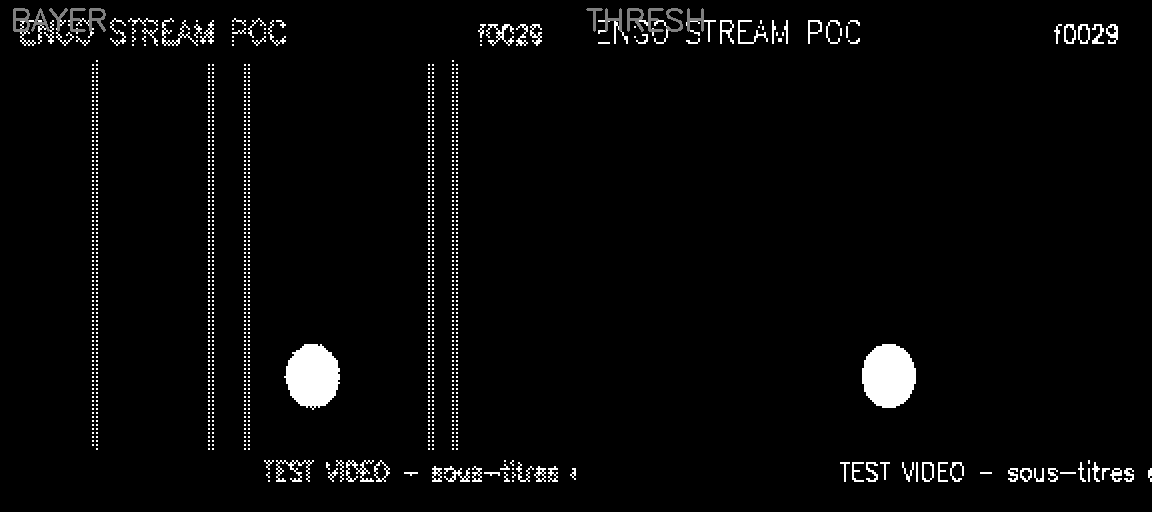 BAYER
ENGO STREAM POC
f0029
THRESH
ENGO STREAM POC
f0029
TEST VIDEO - sous-titres
TEST VIDEO - sous-titres